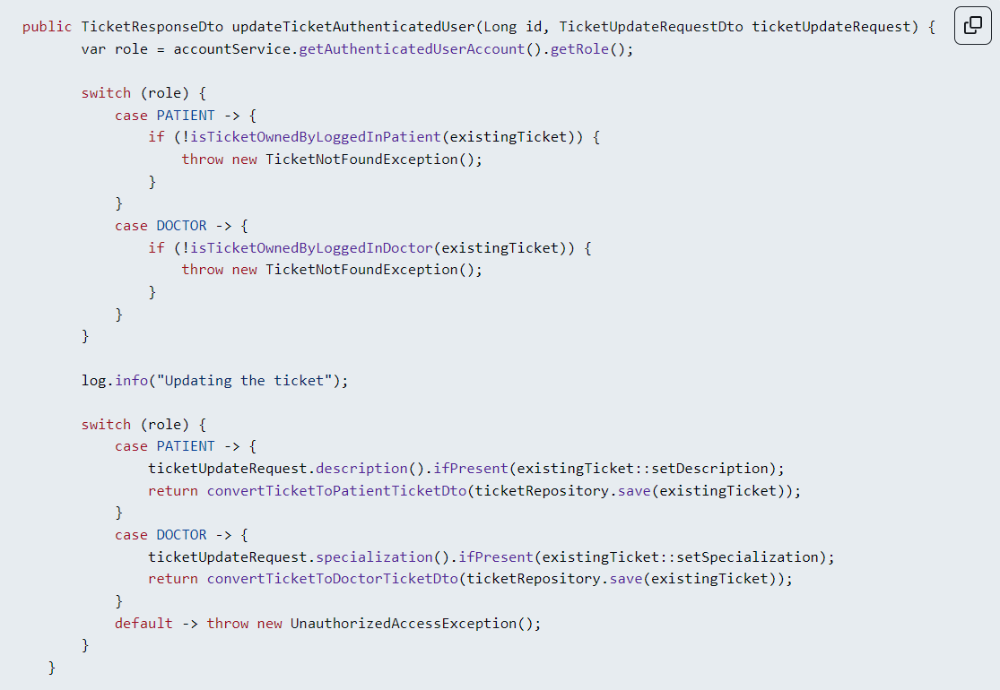 public TicketResponseDto updateTicketAuthenticatedUser(Long id, TicketUpdateRequestDto ticketUpdateRequest) {
var role = accountService.getAuthenticatedUserAccount().getRole();
switch (role) {
case PATIENT -> {
if (!isTicketOwnedByLoggedInPatient(existingTicket)) {
throw new TicketNotFoundException();
}
}
case DOCTOR -> {
if (!isTicketOwnedByLoggedInDoctor(existingTicket)) {
throw new TicketNotFoundException();
}
}
}
log.info("Updating the ticket");
switch (role) {
case PATIENT -> {
ticketUpdateRequest.description().ifPresent(existingTicket::setDescription);
return convertTicketToPatientTicketDto(ticketRepository.save(existingTicket));
}
case DOCTOR -> {
ticketUpdateRequest.specialization().ifPresent(existingTicket::setSpecialization);
return convertTicketToDoctorTicketDto(ticketRepository.save(existingTicket));
}
default -> throw new UnauthorizedAccessException();
}
}